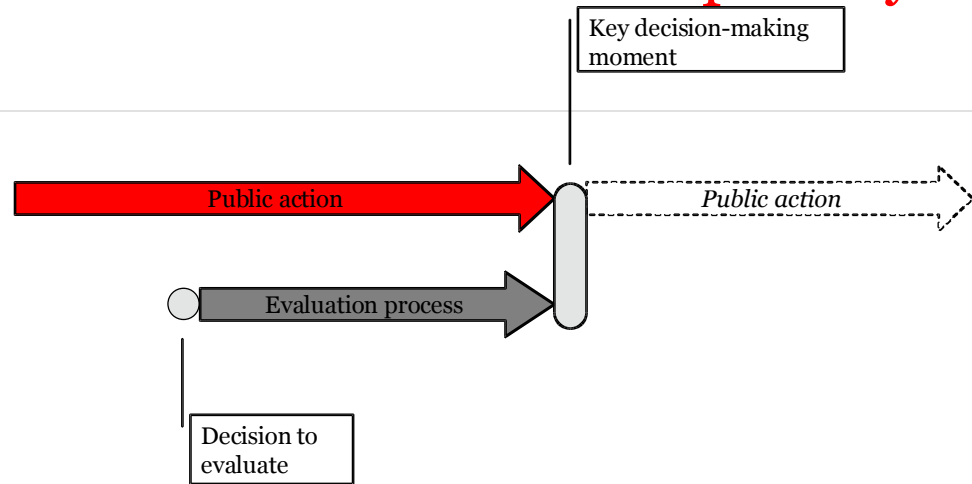 Key decision-making
moment
Public action
Public action
Evaluation process
Decision to
evaluate